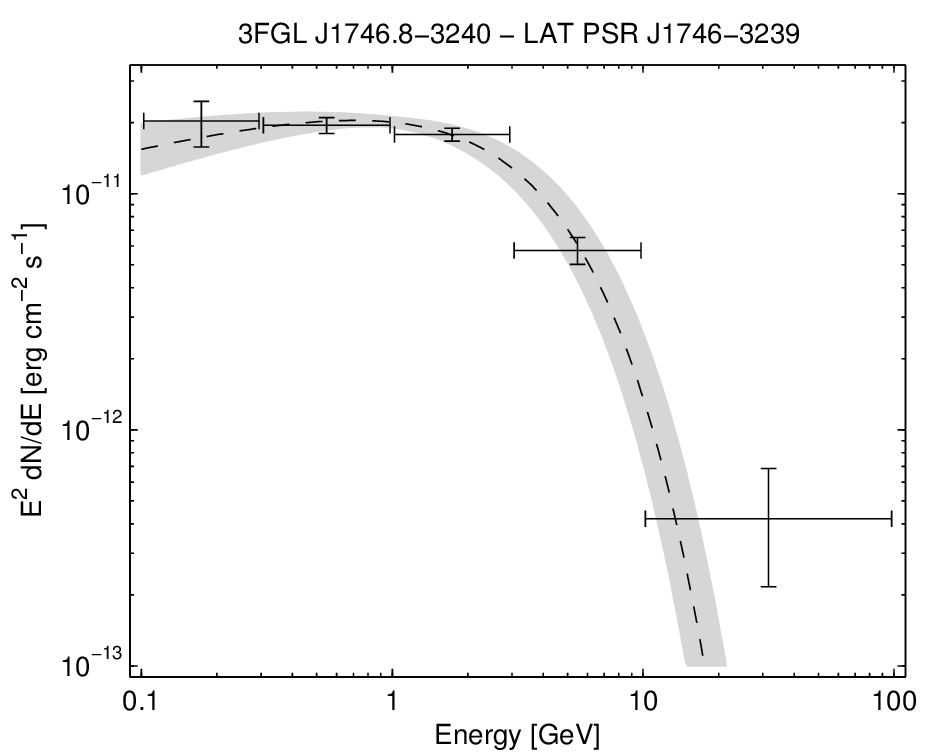 3FGL J1746.8−3240 − LAT PSR J1746−3239
E² dN/dE [erg cm⁻² s⁻¹]
10⁻¹¹
10⁻¹²
10⁻¹³
0.1 1 10 100
Energy [GeV]